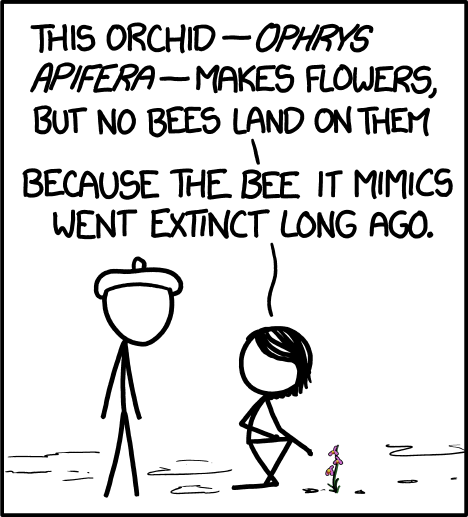 THIS ORCHID—OPHRYS
APIFERA—MAKES FLOWERS,
BUT NO BEES LAND ON THEM
BECAUSE THE BEE IT MIMICS
WENT EXTINCT LONG AGO.